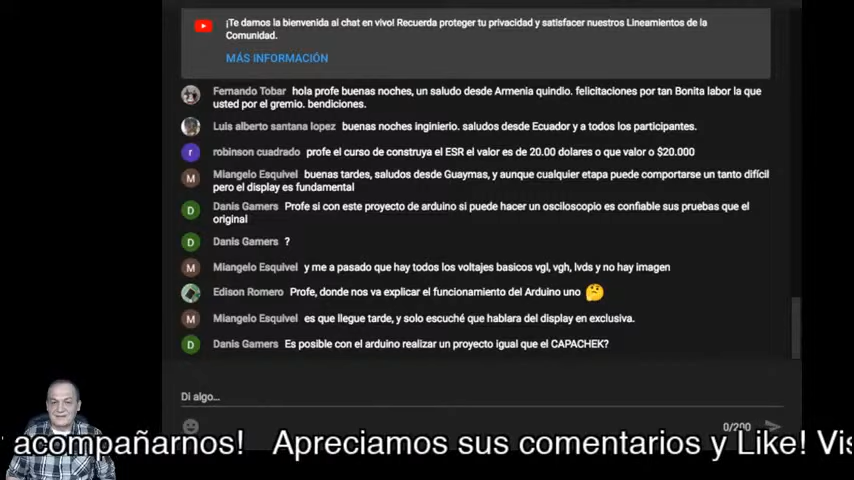 ¡Te damos la bienvenida al chat en vivo! Recuerda proteger tu privacidad y satisfacer nuestros Lineamientos de la
Comunidad.
MÁS INFORMACIÓN
Fernando Tobar hola profe buenas noches, un saludo desde Armenia quindio. felicitaciones por tan Bonita labor la que
usted por el gremio. bendiciones.
Luis alberto santana lopez buenas noches inginierio. saludos desde Ecuador y a todos los participantes.
r robinson cuadrado profe el curso de construya el ESR el valor es de 20.00 dolares o que valor o $20.000
M Miangelo Esquivel buenas tardes, saludos desde Guaymas, y aunque cualquier etapa puede comportarse un tanto difícil
pero el display es fundamental
D Danis Gamers Profe si con este proyecto de arduino si puede hacer un osciloscopio es confiable sus pruebas que el
original
D Danis Gamers ?
M Miangelo Esquivel y me a pasado que hay todos los voltajes basicos vgl, vgh, lvds y no hay imagen
Edison Romero Profe, donde nos va explicar el funcionamiento del Arduino uno 🤔
M Miangelo Esquivel es que llegue tarde, y solo escuché que hablara del display en exclusiva.
D Danis Gamers Es posible con el arduino realizar un proyecto igual que el CAPACHEK?
Di algo...
0/200
acompañarnos! Apreciamos sus comentarios y Like! Vis